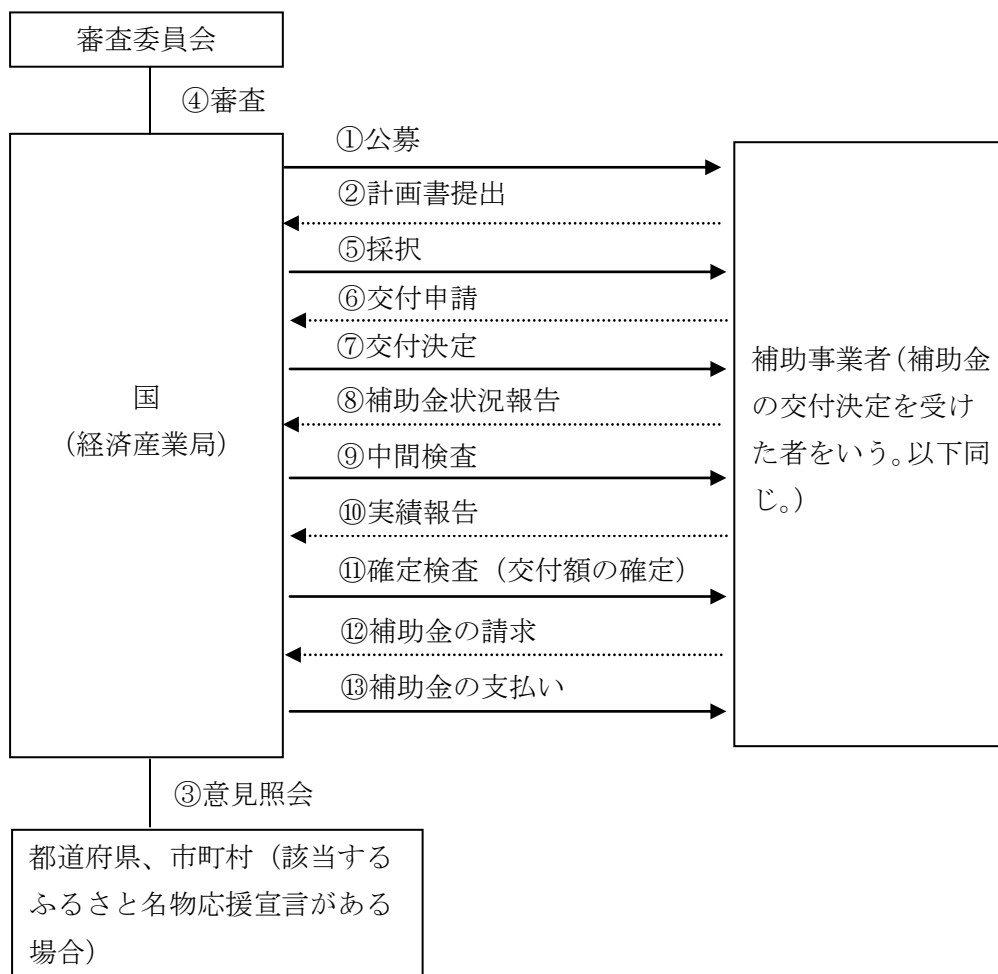 審査委員会
④審査
①公募
②計画書提出
⑤採択
⑥交付申請
⑦交付決定
⑧補助金状況報告
⑨中間検査
⑩実績報告
⑪確定検査（交付額の確定）
⑫補助金の請求
⑬補助金の支払い
国
（経済産業局）
補助事業者（補助金
の交付決定を受け
た者をいう。以下同
じ。）
③意見照会
都道府県、市町村（該当する
ふるさと名物応援宣言がある
場合）